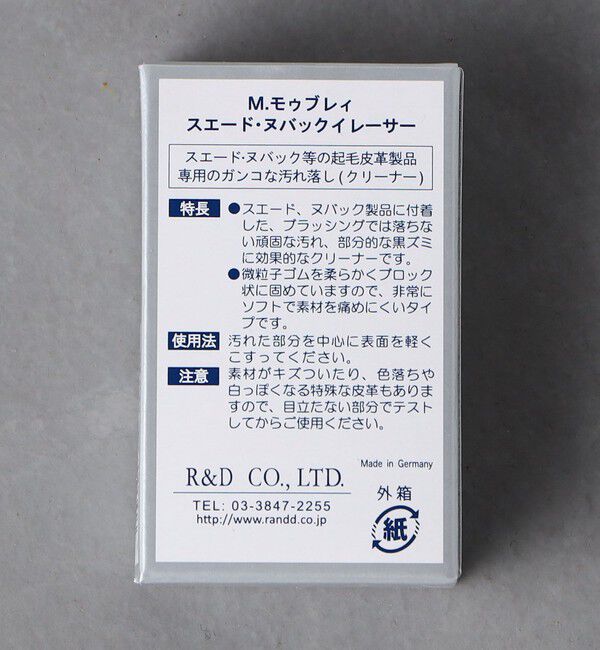 M.モゥブレィ
スエード・ヌバックイレーサー
スエード・ヌバック等の起毛皮革製品
専用のガンコな汚れ落し(クリーナー)
特長 ●スエード、ヌバック製品に付着
した、ブラッシングでは落ちな
い頑固な汚れ、部分的な黒ズミ
に効果的なクリーナーです。
●微粒子ゴムを柔らかくブロック
状に固めていますので、非常に
ソフトで素材を痛めにくいタイ
プです。
使用法 汚れた部分を中心に表面を軽く
こすってください。
注意 素材がキズついたり、色落ちや
白っぽくなる特殊な皮革もありま
すので、目立たない部分でテスト
してからご使用ください。
Made in Germany
R&D CO., LTD.
TEL: 03-3847-2255
http://www.randd.co.jp
外箱
紙